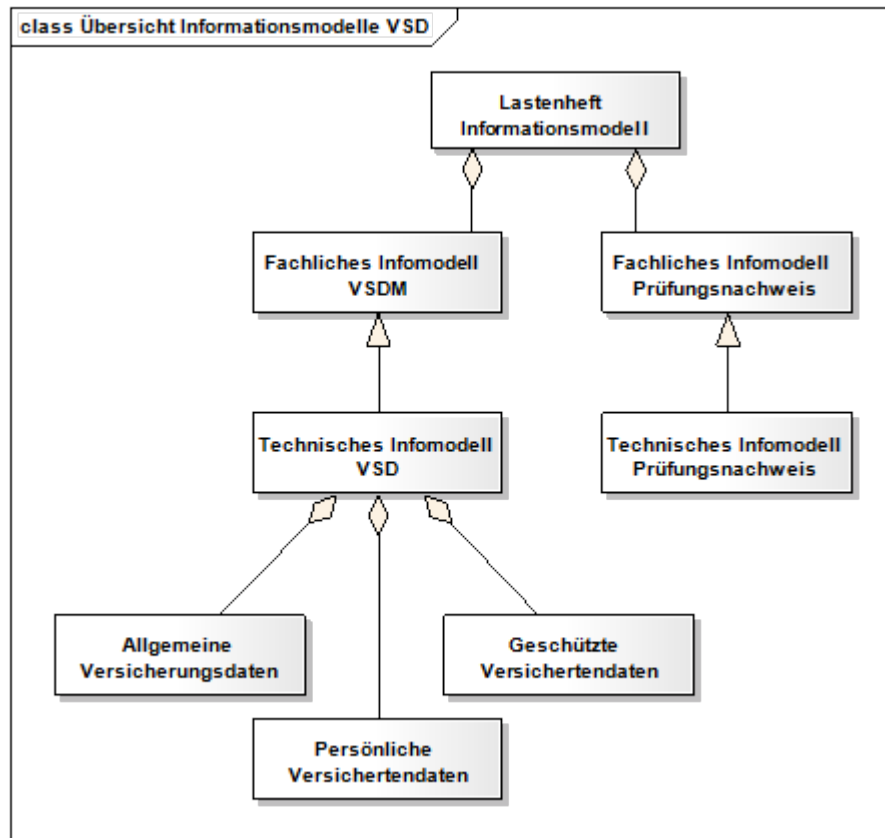 class Übersicht Informationsmodelle VSD
Lastenheft
Informationsmodell
Fachliches Infomodell
VSDM
Fachliches Infomodell
Prüfungsnachweis
Technisches Infomodell
VSD
Technisches Infomodell
Prüfungsnachweis
Allgemeine
Versicherungsdaten
Geschützte
Versichertendaten
Persönliche
Versichertendaten